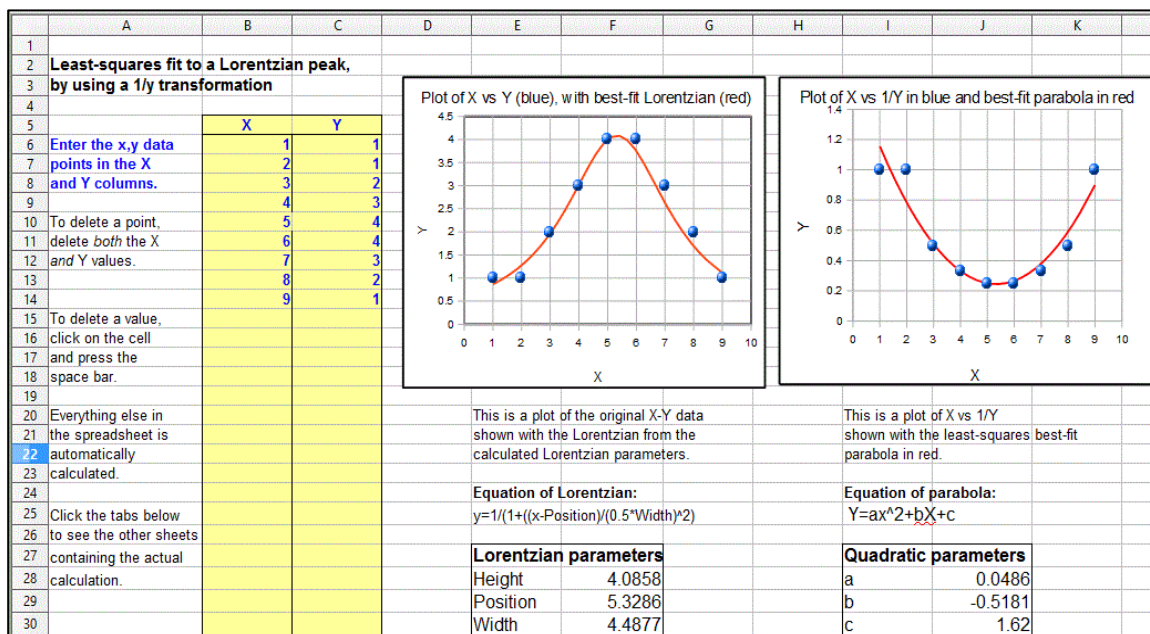 A B C D E F G H I J K
1
2 Least-squares fit to a Lorentzian peak,
3 by using a 1/y transformation
4
5 X Y
6 Enter the x,y data 1 1
7 points in the X 2 1
8 and Y columns. 3 2
9 4 3
10 To delete a point, 5 4
11 delete both the X 6 4
12 and Y values. 7 3
13 8 2
14 9 1
15 To delete a value,
16 click on the cell
17 and press the
18 space bar.
19
20 Everything else in
21 the spreadsheet is
22 automatically
23 calculated.
24
25 Click the tabs below
26 to see the other sheets
27 containing the actual
28 calculation.
29
30
Plot of X vs Y (blue), with best-fit Lorentzian (red)
4.5
4
3.5
3
2.5
2
1.5
1
0.5
0
Y
0 1 2 3 4 5 6 7 8 9 10
X
Plot of X vs 1/Y in blue and best-fit parabola in red
1.4
1.2
1
0.8
0.6
0.4
0.2
0
Y
0 1 2 3 4 5 6 7 8 9 10
X
This is a plot of the original X-Y data
shown with the Lorentzian from the
calculated Lorentzian parameters.
Equation of Lorentzian:
y=1/(1+((x-Position)/(0.5*Width)^2)
Lorentzian parameters
Height 4.0858
Position 5.3286
Width 4.4877
This is a plot of X vs 1/Y
shown with the least-squares best-fit
parabola in red.
Equation of parabola:
Y=ax^2+bX+c
Quadratic parameters
a 0.0486
b -0.5181
c 1.62